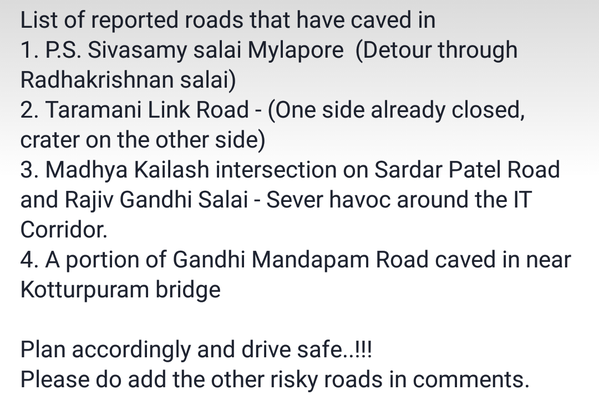 List of reported roads that have caved in
1. P.S. Sivasamy salai Mylapore  (Detour through
Radhakrishnan salai)
2. Taramani Link Road - (One side already closed,
crater on the other side)
3. Madhya Kailash intersection on Sardar Patel Road
and Rajiv Gandhi Salai - Sever havoc around the IT
Corridor.
4. A portion of Gandhi Mandapam Road caved in near
Kotturpuram bridge
Plan accordingly and drive safe..!!!
Please do add the other risky roads in comments.